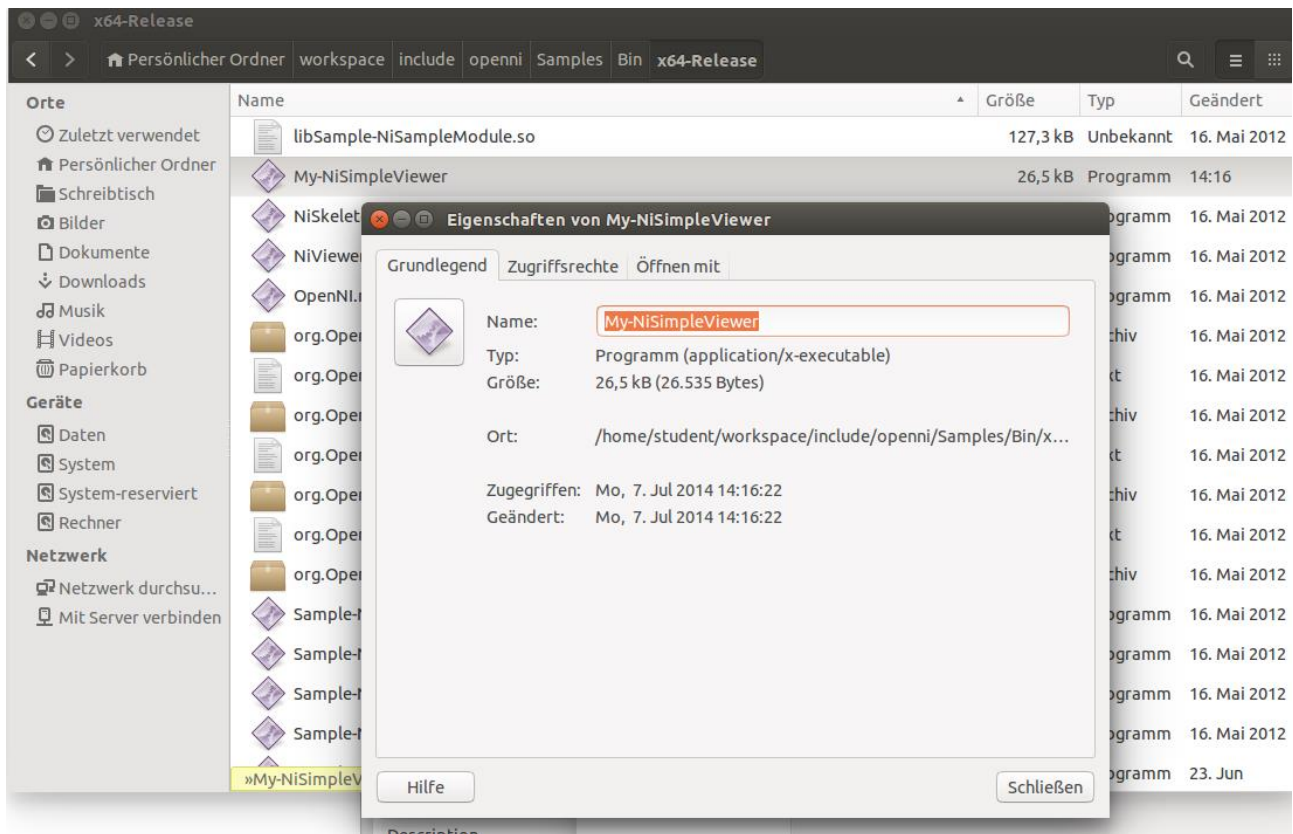 x64-Release
Persönlicher Ordner workspace include openni Samples Bin x64-Release
Orte
Zuletzt verwendet
Persönlicher Ordner
Schreibtisch
Bilder
Dokumente
Downloads
Musik
Videos
Papierkorb
Geräte
Daten
System
System-reserviert
Rechner
Netzwerk
Netzwerk durchsu...
Mit Server verbinden
Name Größe Typ Geändert
libSample-NiSampleModule.so 127,3 kB Unbekannt 16. Mai 2012
My-NiSimpleViewer 26,5 kB Programm 14:16
NiSkelet ogramm 16. Mai 2012
NiViewe ogramm 16. Mai 2012
OpenNI. ogramm 16. Mai 2012
org.Oper chiv 16. Mai 2012
org.Oper xt 16. Mai 2012
org.Oper chiv 16. Mai 2012
org.Oper xt 16. Mai 2012
org.Oper chiv 16. Mai 2012
org.Oper xt 16. Mai 2012
org.Oper chiv 16. Mai 2012
Sample-N ogramm 16. Mai 2012
Sample-N ogramm 16. Mai 2012
Sample-N ogramm 16. Mai 2012
Sample-N ogramm 16. Mai 2012
»My-NiSimpleV ogramm 23. Jun
Eigenschaften von My-NiSimpleViewer
Grundlegend Zugriffsrechte Öffnen mit
Name: My-NiSimpleViewer
Typ: Programm (application/x-executable)
Größe: 26,5 kB (26.535 Bytes)
Ort: /home/student/workspace/include/openni/Samples/Bin/x...
Zugegriffen: Mo, 7. Jul 2014 14:16:22
Geändert: Mo, 7. Jul 2014 14:16:22
Hilfe Schließen
Description